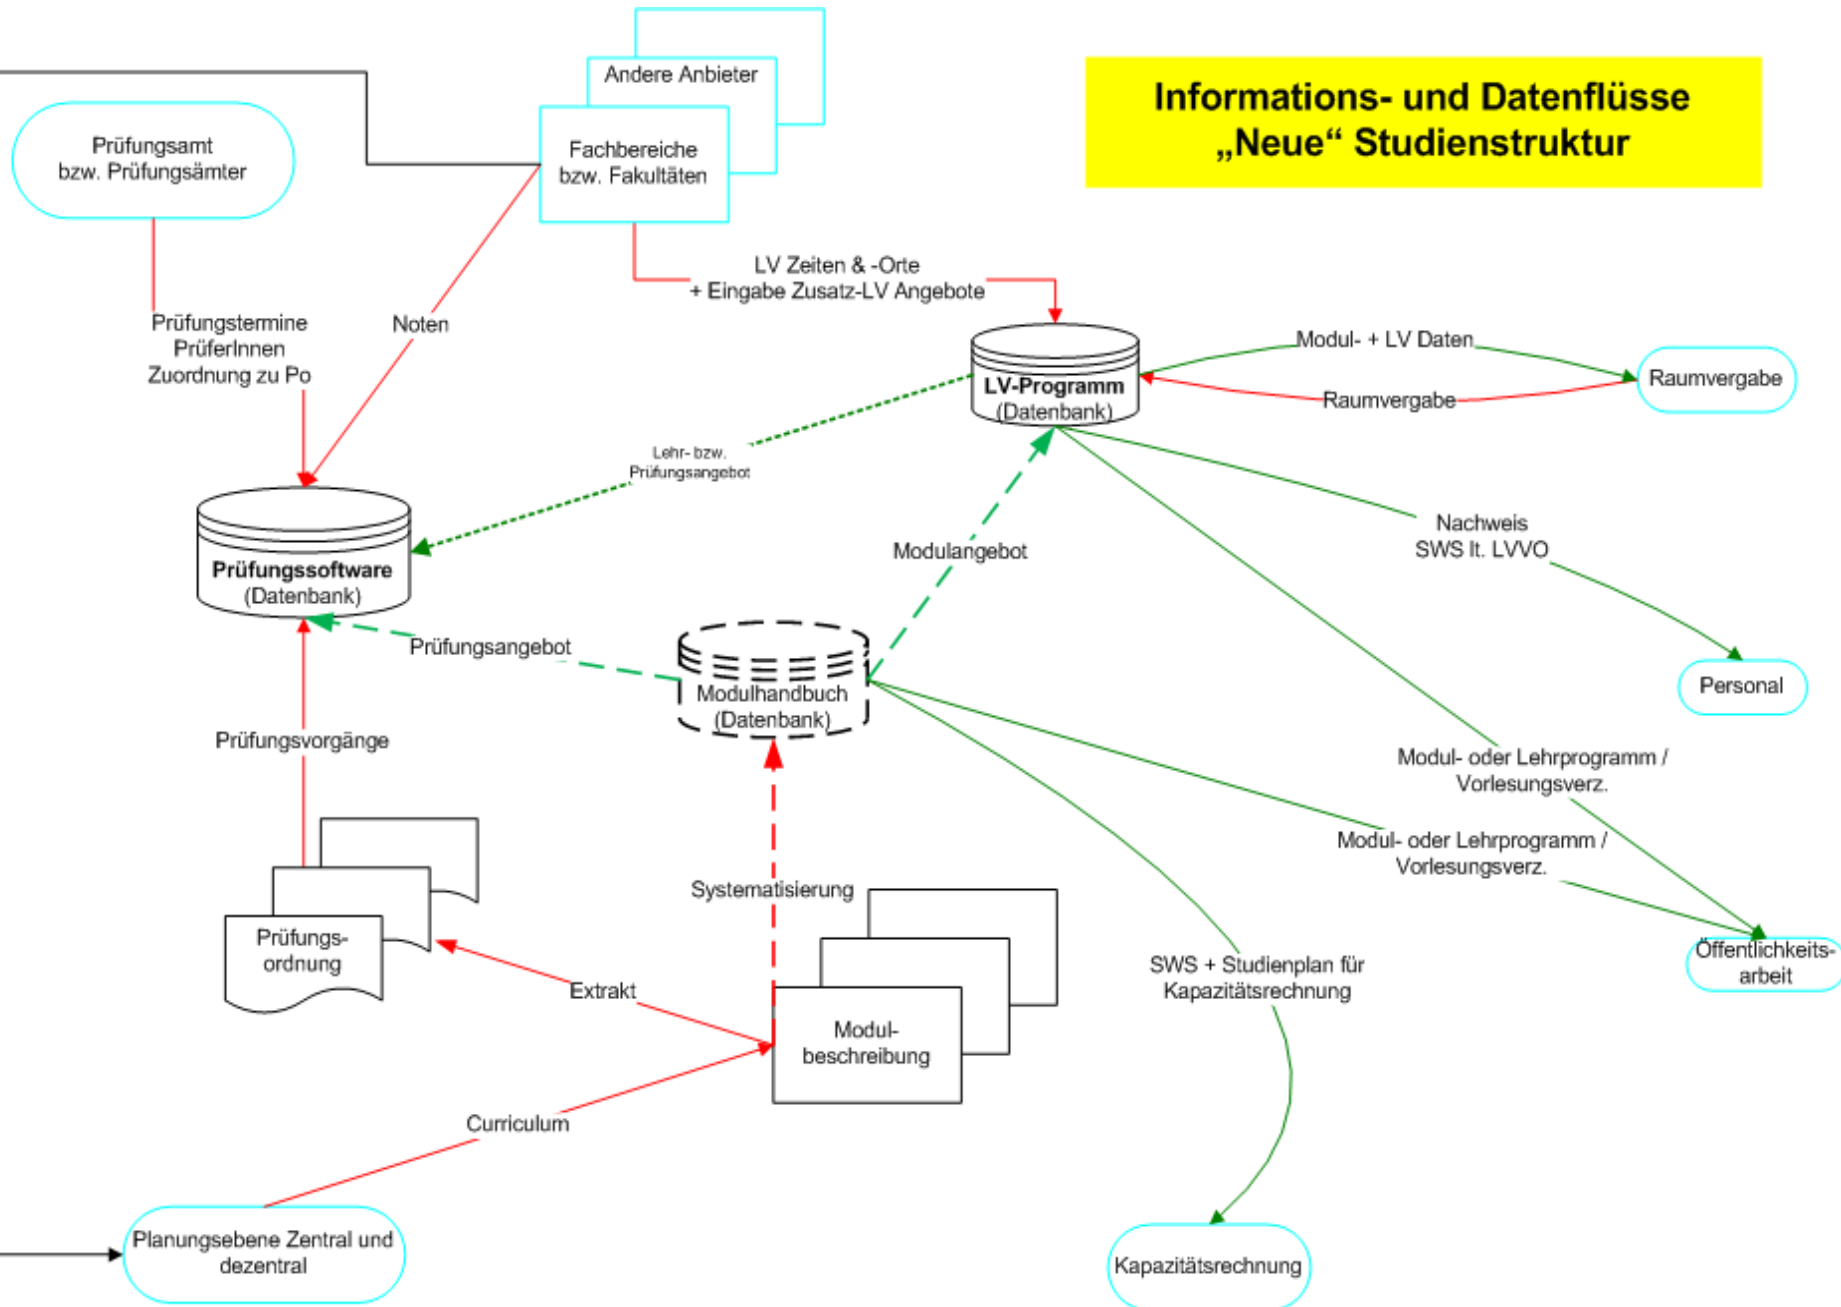 Andere Anbieter
Informations- und Datenflüsse
„Neue“ Studienstruktur
Prüfungsamt
bzw. Prüfungsämter
Fachbereiche
bzw. Fakultäten
LV Zeiten & -Orte
+ Eingabe Zusatz-LV Angebote
Prüfungstermine
PrüferInnen
Zuordnung zu Po
Noten
Modul- + LV Daten
Raumvergabe
Raumvergabe
LV-Programm
(Datenbank)
Lehr- bzw.
Prüfungsangebot
Nachweis
SWS lt. LVVO
Modulangebot
Prüfungssoftware
(Datenbank)
Prüfungsangebot
Modulhandbuch
(Datenbank)
Personal
Prüfungsvorgänge
Modul- oder Lehrprogramm /
Vorlesungsverz.
Modul- oder Lehrprogramm /
Vorlesungsverz.
Systematisierung
Prüfungs-
ordnung
Extrakt
SWS + Studienplan für
Kapazitätsrechnung
Öffentlichkeits-
arbeit
Modul-
beschreibung
Curriculum
Planungsebene Zentral und
dezentral
Kapazitätsrechnung